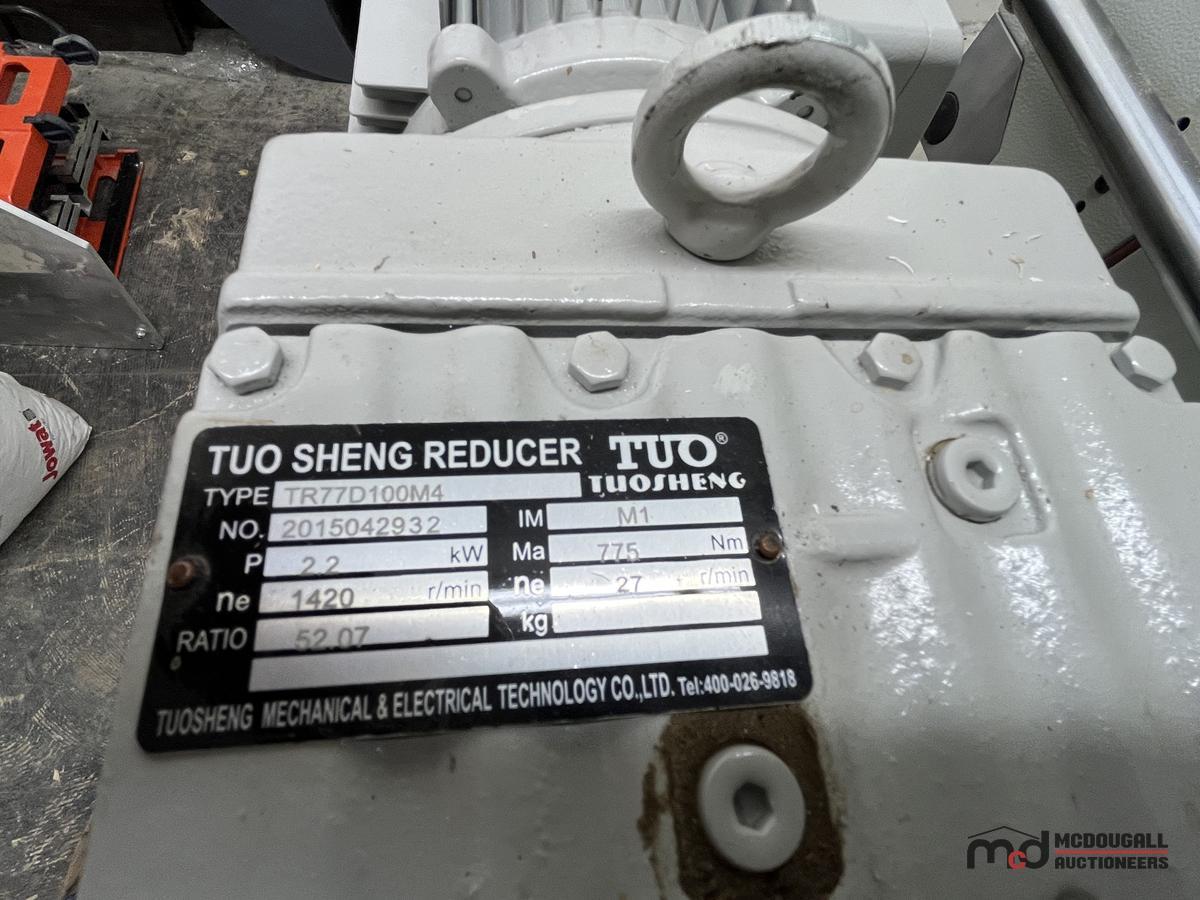 TUO SHENG REDUCER TUO®
TUOSHENG
TYPE TR77D100M4
NO. 2015042932 IM M1
P 2.2 kW Ma 775 Nm
ne 1420 r/min ne 27 r/min
RATIO 52.07 kg
TUOSHENG MECHANICAL & ELECTRICAL TECHNOLOGY CO.,LTD. Tel:400-026-9818
Jowat
mcd MCDOUGALL
AUCTIONEERS